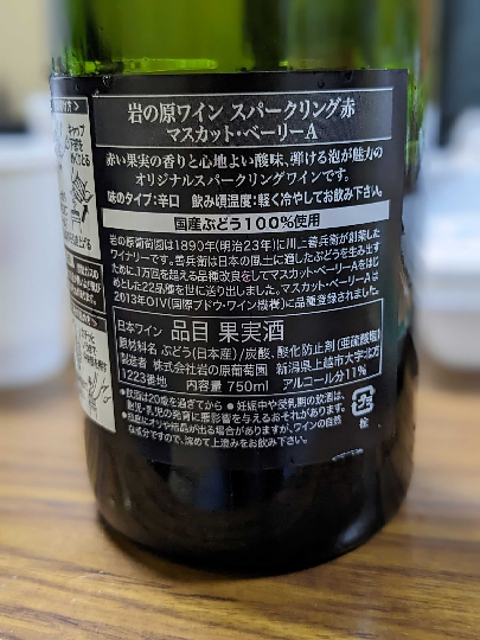 岩の原ワイン スパークリング赤
マスカット・ベーリーA
赤い果実の香りと心地よい酸味、弾ける泡が魅力の
オリジナルスパークリングワインです。
味のタイプ:辛口 飲み頃温度:軽く冷やしてお飲み下さい。
国産ぶどう100%使用
岩の原葡萄園は1890年(明治23年)に川上善兵衛が創業した
ワイナリーです。善兵衛は日本の風土に適したぶどうを生み出す
ために、1万回を超える品種改良をしてマスカット・ベーリーAをはじ
めとした22品種を世に送り出しました。マスカット・ベーリーAは
2013年OIV(国際ブドウ・ワイン機構)に品種登録されました。
日本ワイン 品目 果実酒
原材料名 ぶどう(日本産)/炭酸、酸化防止剤(亜硫酸塩)
製造者 株式会社岩の原葡萄園 新潟県上越市大字北方
1223番地 内容量 750ml アルコール分11%
●飲酒は20歳を過ぎてから ●妊娠中や授乳期の飲酒は、
胎児・乳児の発育に悪影響を与えるおそれがあります。
●瓶底にオリや結晶が出る場合がありますが、ワインの自然
な成分ですので、沈めて上澄みをお飲み下さい。
栓